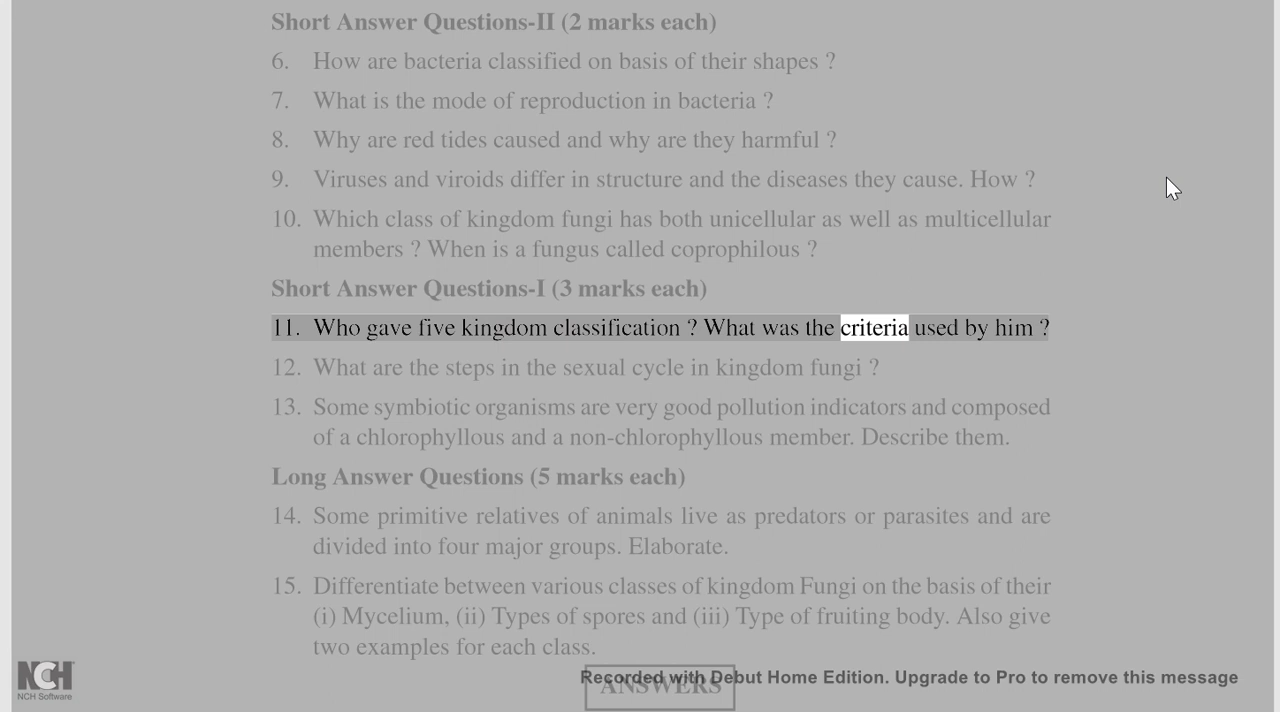 Short Answer Questions-II (2 marks each)
6. How are bacteria classified on basis of their shapes ?
7. What is the mode of reproduction in bacteria ?
8. Why are red tides caused and why are they harmful ?
9. Viruses and viroids differ in structure and the diseases they cause. How ?
10. Which class of kingdom fungi has both unicellular as well as multicellular
members ? When is a fungus called coprophilous ?
Short Answer Questions-I (3 marks each)
11. Who gave five kingdom classification ? What was the criteria used by him ?
12. What are the steps in the sexual cycle in kingdom fungi ?
13. Some symbiotic organisms are very good pollution indicators and composed
of a chlorophyllous and a non-chlorophyllous member. Describe them.
Long Answer Questions (5 marks each)
14. Some primitive relatives of animals live as predators or parasites and are
divided into four major groups. Elaborate.
15. Differentiate between various classes of kingdom Fungi on the basis of their
(i) Mycelium, (ii) Types of spores and (iii) Type of fruiting body. Also give
two examples for each class.
ANSWERS
Recorded with Debut Home Edition. Upgrade to Pro to remove this message
NCH
NCH Software